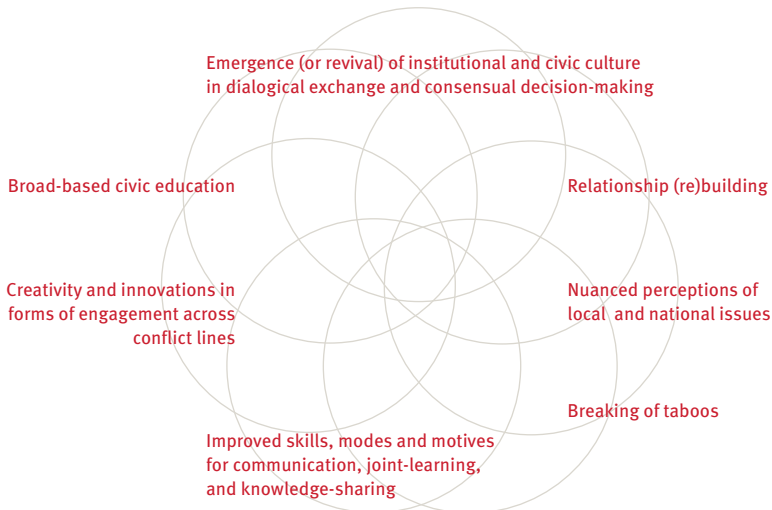 Emergence (or revival) of institutional and civic culture
in dialogical exchange and consensual decision-making
Broad-based civic education
Relationship (re)building
Creativity and innovations in
forms of engagement across
conflict lines
Nuanced perceptions of
local and national issues
Breaking of taboos
Improved skills, modes and motives
for communication, joint-learning,
and knowledge-sharing